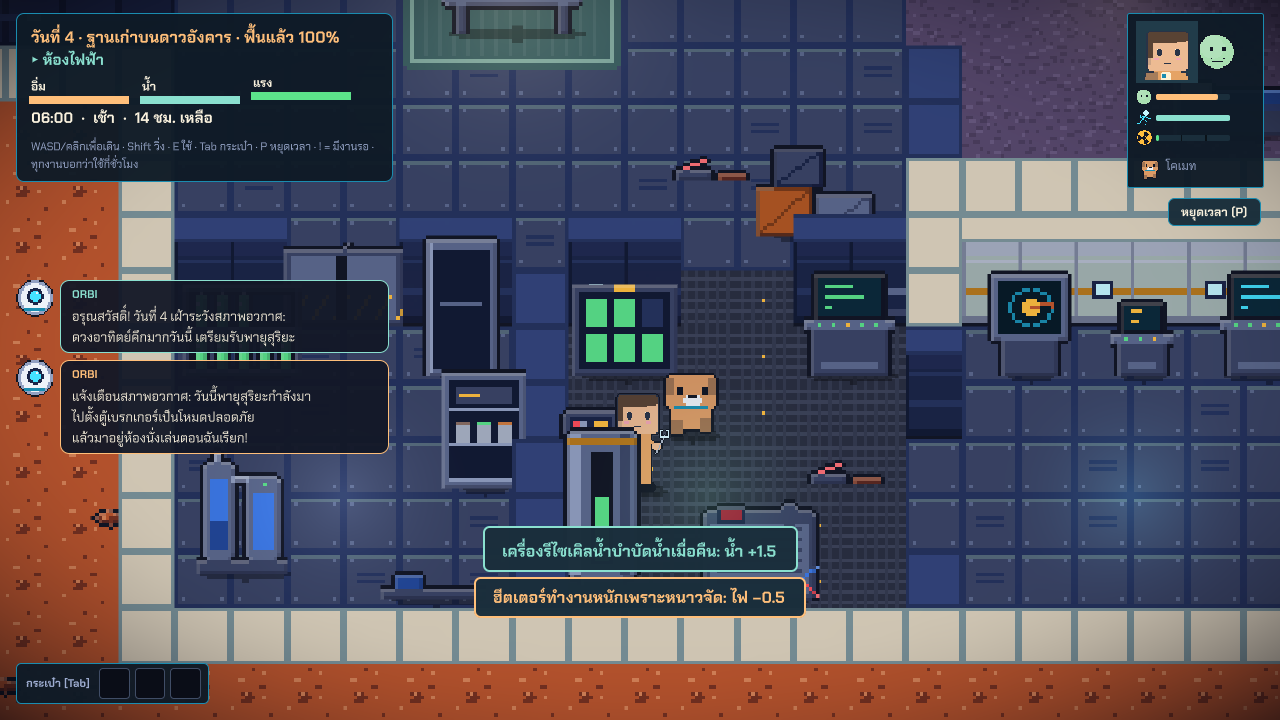 วันที่ 4 · ฐานเก่าบนดาวอังคาร · ฟื้นแล้ว 100%
▸ ห้องไฟฟ้า
อิ่ม น้ำ แรง
06:00 · เช้า · 14 ชม. เหลือ
WASD/คลิกเพื่อเดิน · Shift วิ่ง · E ใช้ · Tab กระเป๋า · P หยุดเวลา · ! = มีงานรอ ·
ทุกงานบอกว่าใช้กี่ชั่วโมง
โคเมท
หยุดเวลา (P)
ORBI
อรุณสวัสดิ์! วันที่ 4 เฝ้าระวังสภาพอวกาศ:
ดวงอาทิตย์คึกมากวันนี้ เตรียมรับพายุสุริยะ
ORBI
แจ้งเตือนสภาพอวกาศ: วันนี้พายุสุริยะกำลังมา
ไปตั้งตู้เบรกเกอร์เป็นโหมดปลอดภัย
แล้วมาอยู่ห้องนั่งเล่นตอนฉันเรียก!
เครื่องรีไซเคิลน้ำบำบัดน้ำเมื่อคืน: น้ำ +1.5
ฮีตเตอร์ทำงานหนักเพราะหนาวจัด: ไฟ −0.5
กระเป๋า [Tab]